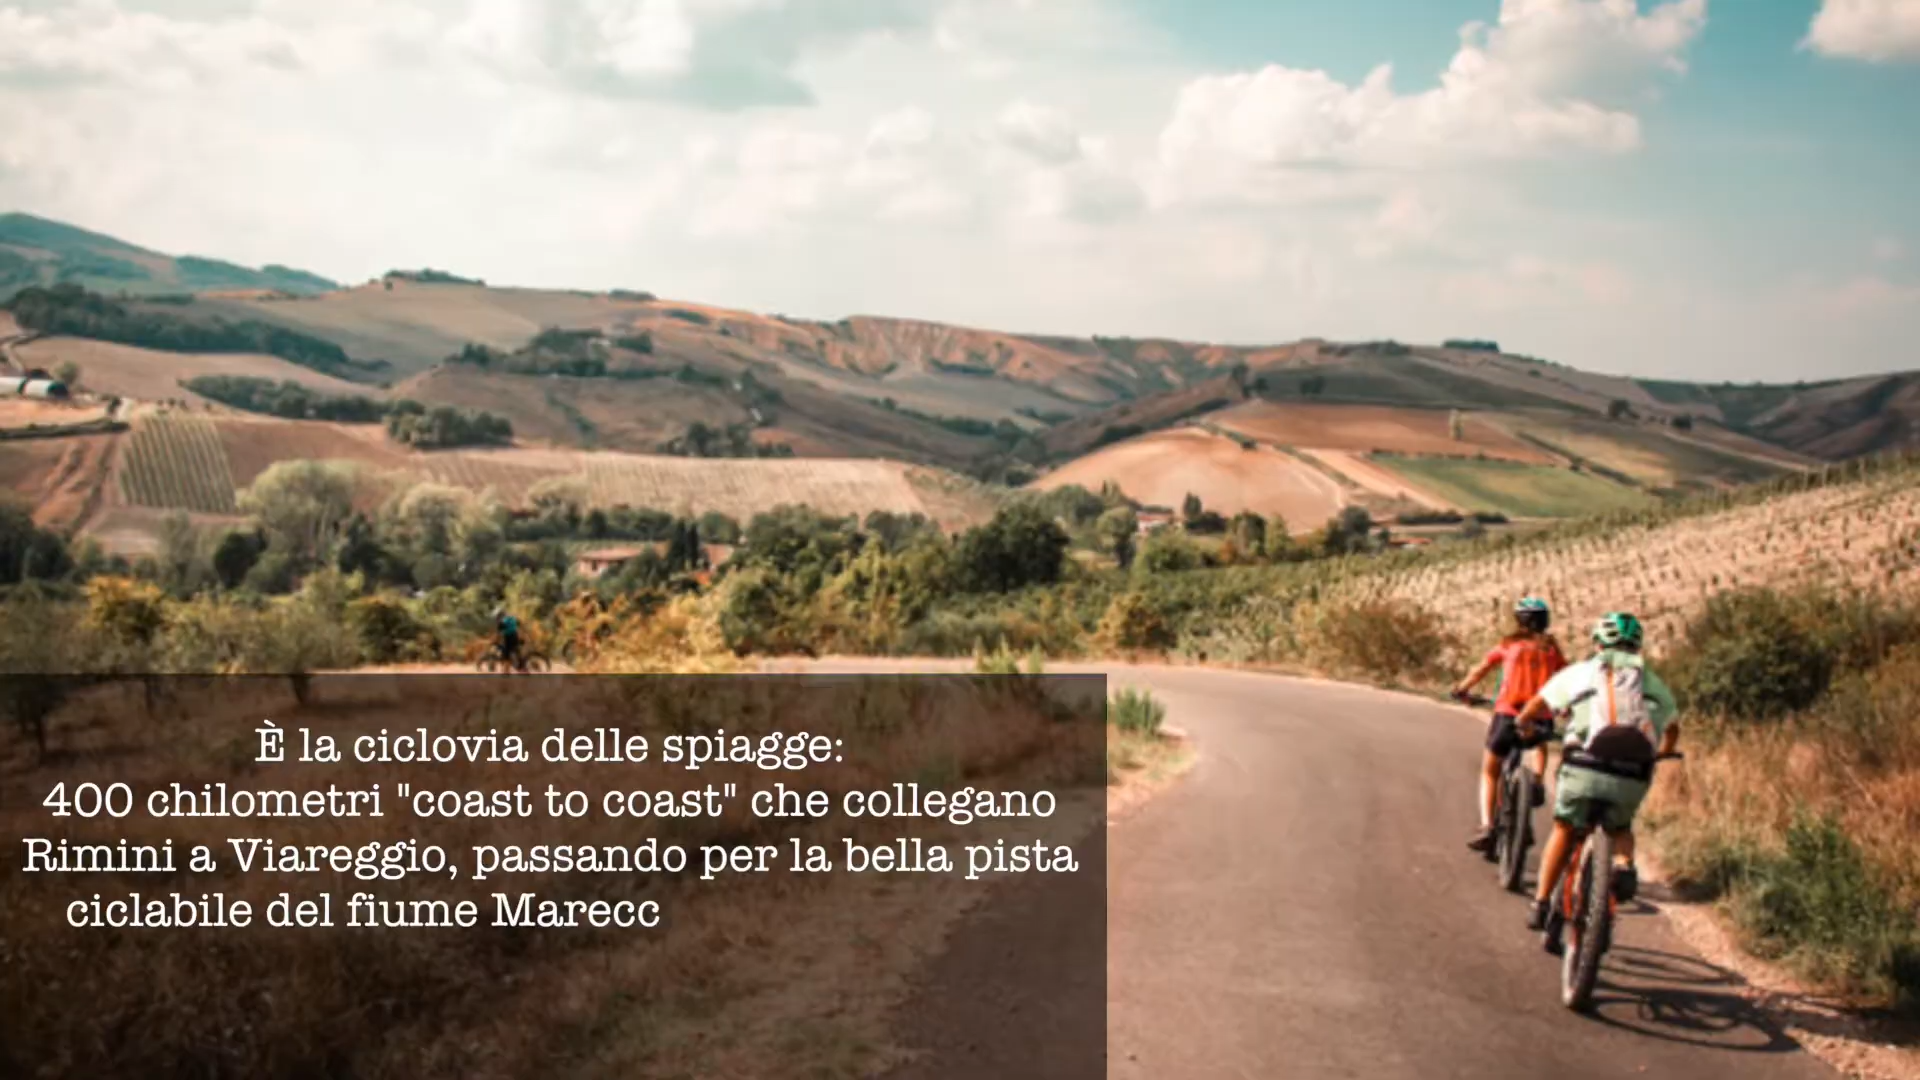 È la ciclovia delle spiagge:
400 chilometri "coast to coast" che collegano
Rimini a Viareggio, passando per la bella pista
ciclabile del fiume Marecc